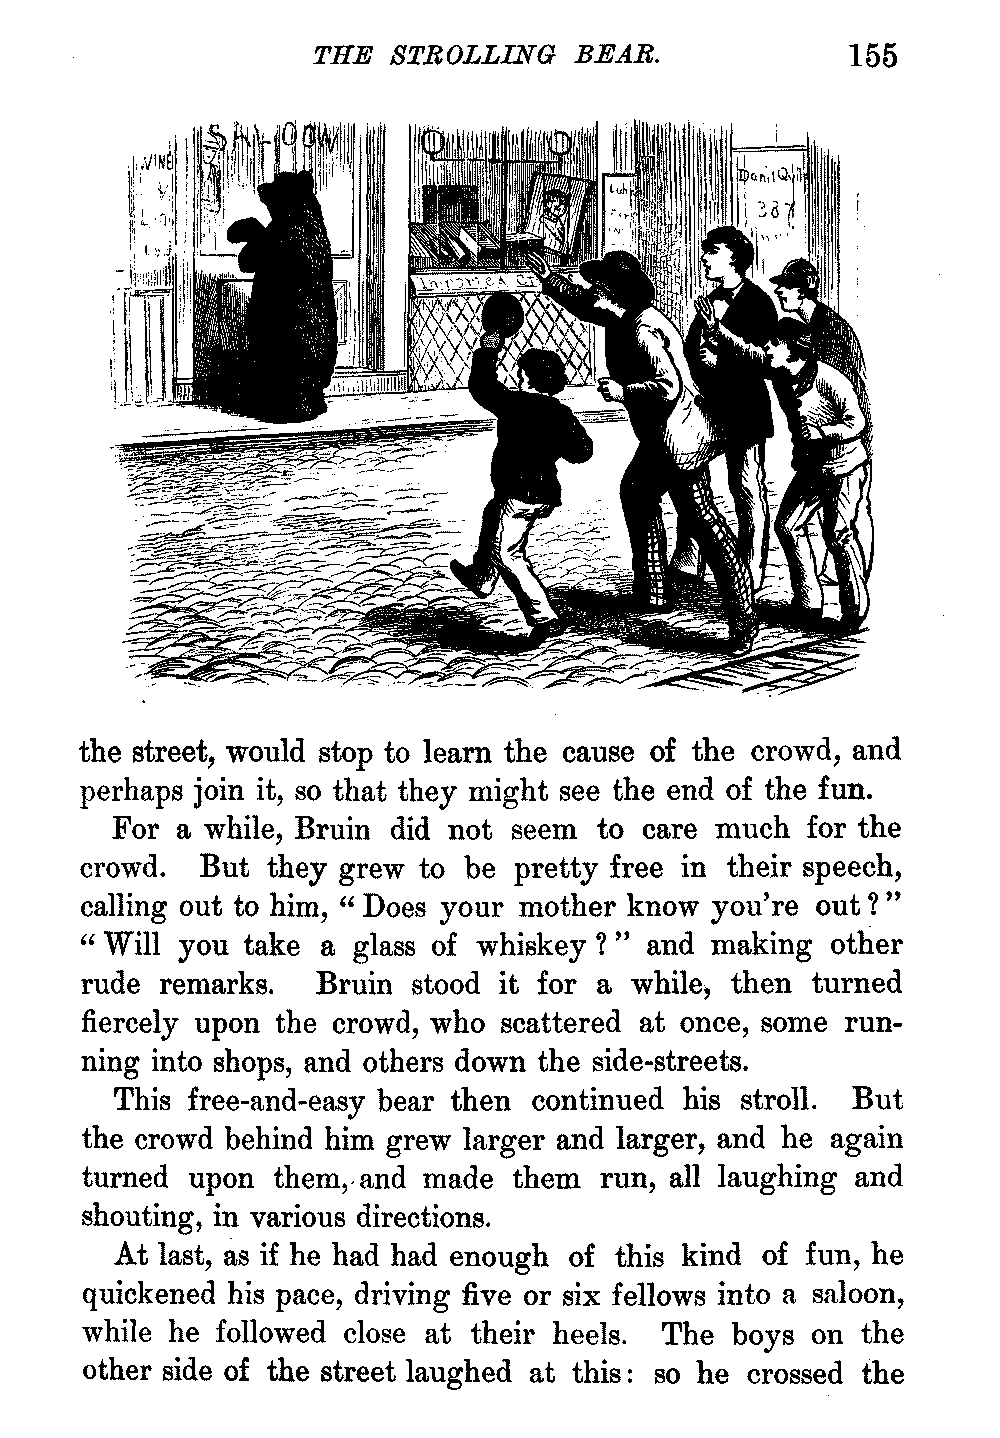 THE STROLLING BEAR. 155
SALOON
WINE
Dan'l
387
the street, would stop to learn the cause of the crowd, and
perhaps join it, so that they might see the end of the fun.
For a while, Bruin did not seem to care much for the
crowd. But they grew to be pretty free in their speech,
calling out to him, “Does your mother know you're out?”
“Will you take a glass of whiskey?” and making other
rude remarks. Bruin stood it for a while, then turned
fiercely upon the crowd, who scattered at once, some run-
ning into shops, and others down the side-streets.
This free-and-easy bear then continued his stroll. But
the crowd behind him grew larger and larger, and he again
turned upon them, and made them run, all laughing and
shouting, in various directions.
At last, as if he had had enough of this kind of fun, he
quickened his pace, driving five or six fellows into a saloon,
while he followed close at their heels. The boys on the
other side of the street laughed at this: so he crossed the